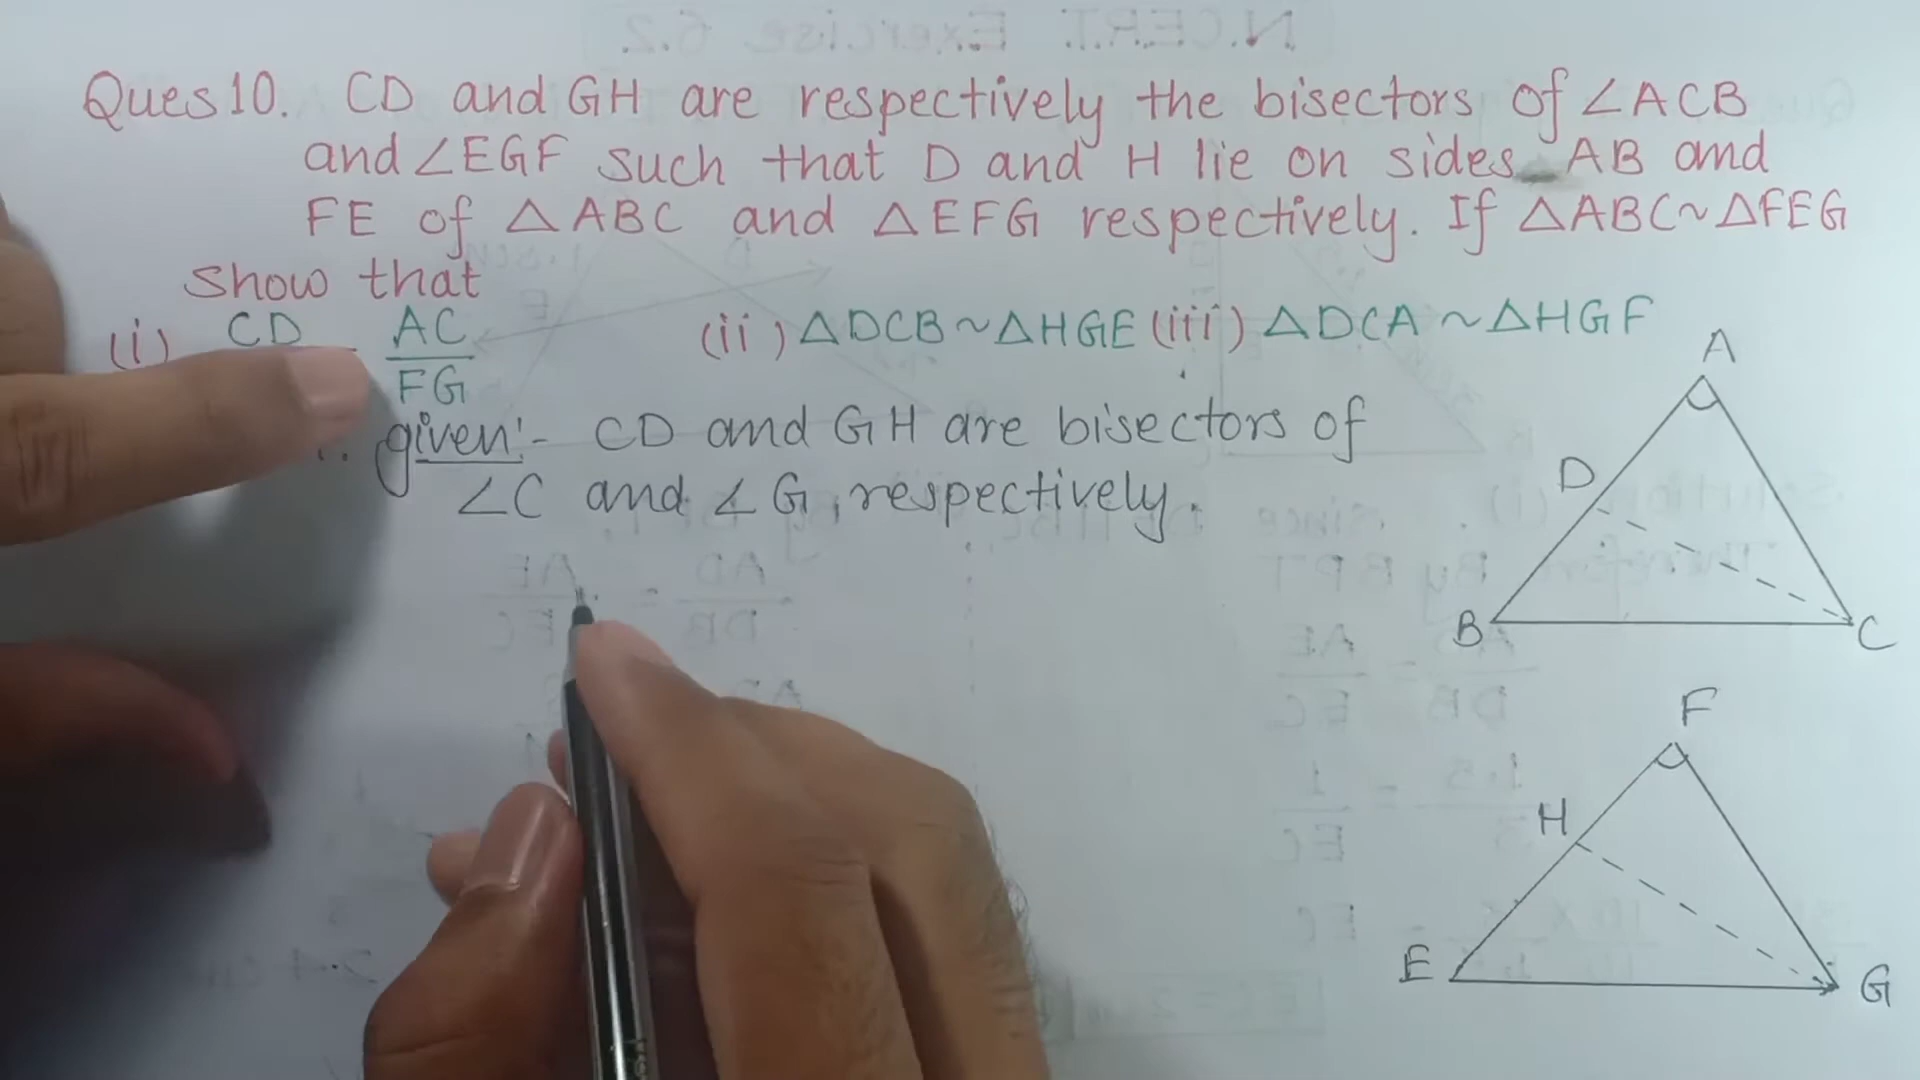 Ques 10. CD and GH are respectively the bisectors of ∠ACB
and ∠EGF such that D and H lie on sides AB and
FE of △ABC and △EFG respectively. If △ABC ~ △FEG
show that
(i) CD AC (ii) △DCB ~ △HGE (iii) △DCA ~ △HGF
FG
given:- CD and GH are bisectors of
∠C and ∠G respectively.
A
D
B
C
F
H
E
G